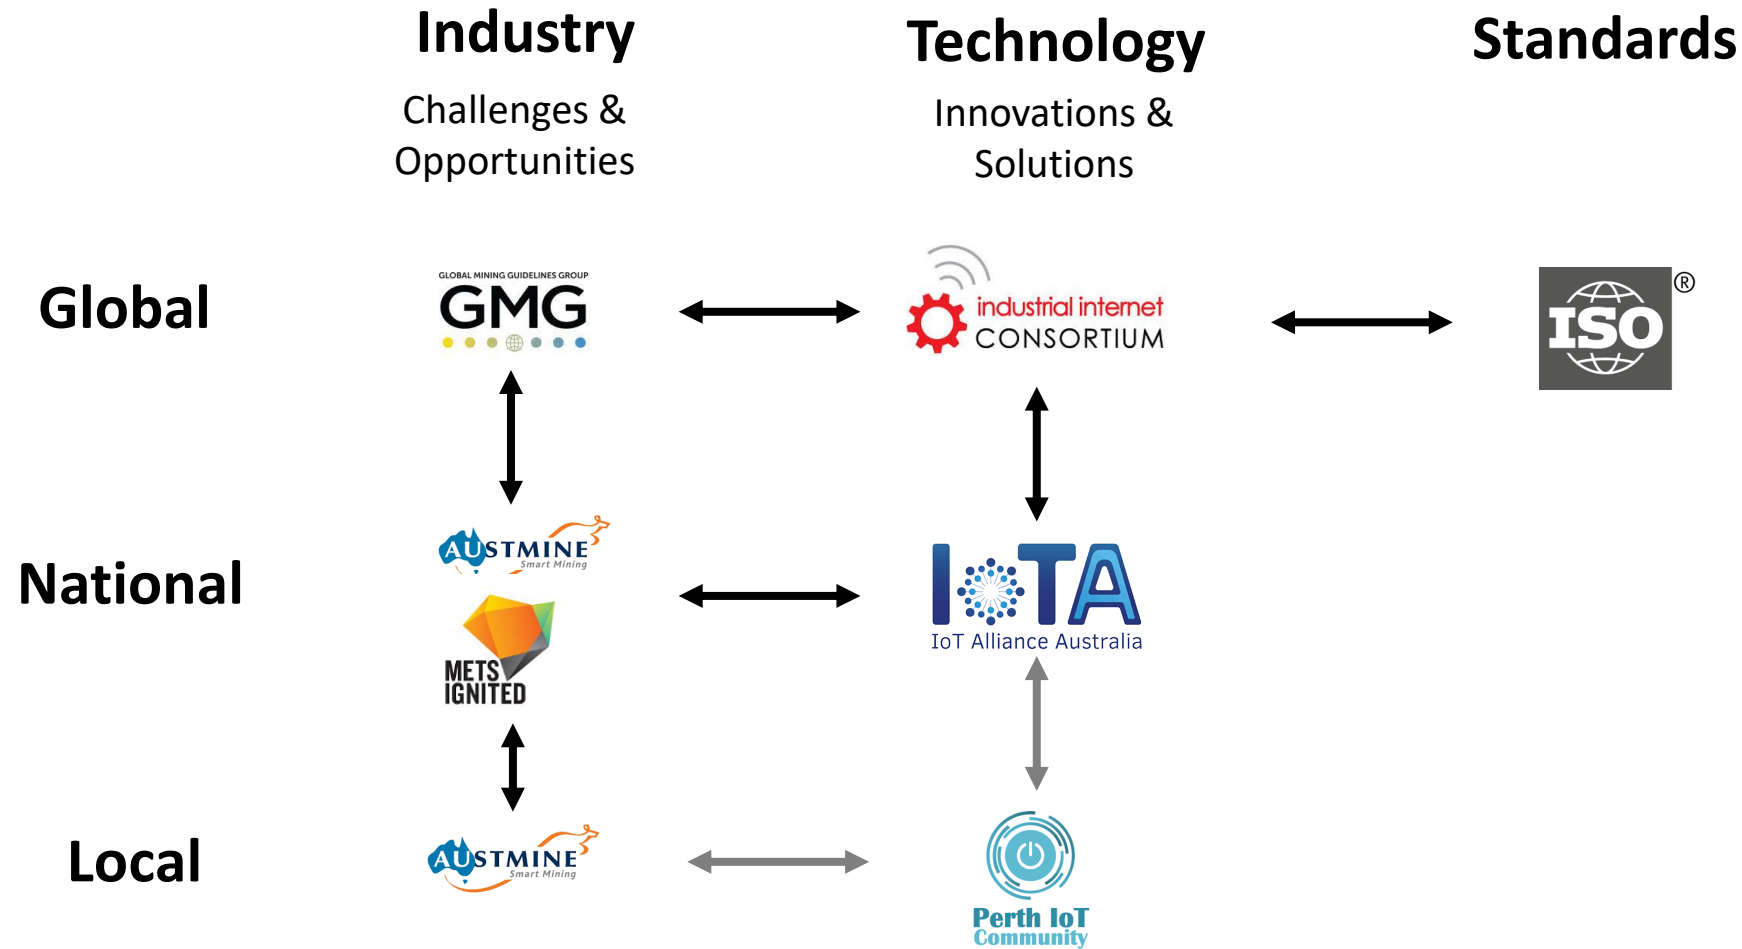 Industry
Technology
Standards
Challenges &
Opportunities
Innovations &
Solutions
Global
GLOBAL MINING GUIDELINES GROUP
GMG
industrial internet
CONSORTIUM
ISO
®
National
AUSTMINE
Smart Mining
METS
IGNITED
IoTA
IoT Alliance Australia
Local
AUSTMINE
Smart Mining
Perth IoT
Community